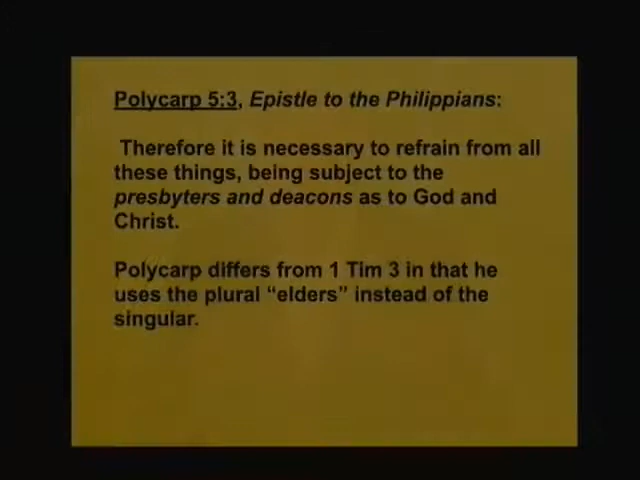 Polycarp 5:3, Epistle to the Philippians:
Therefore it is necessary to refrain from all
these things, being subject to the
presbyters and deacons as to God and
Christ.
Polycarp differs from 1 Tim 3 in that he
uses the plural “elders” instead of the
singular.